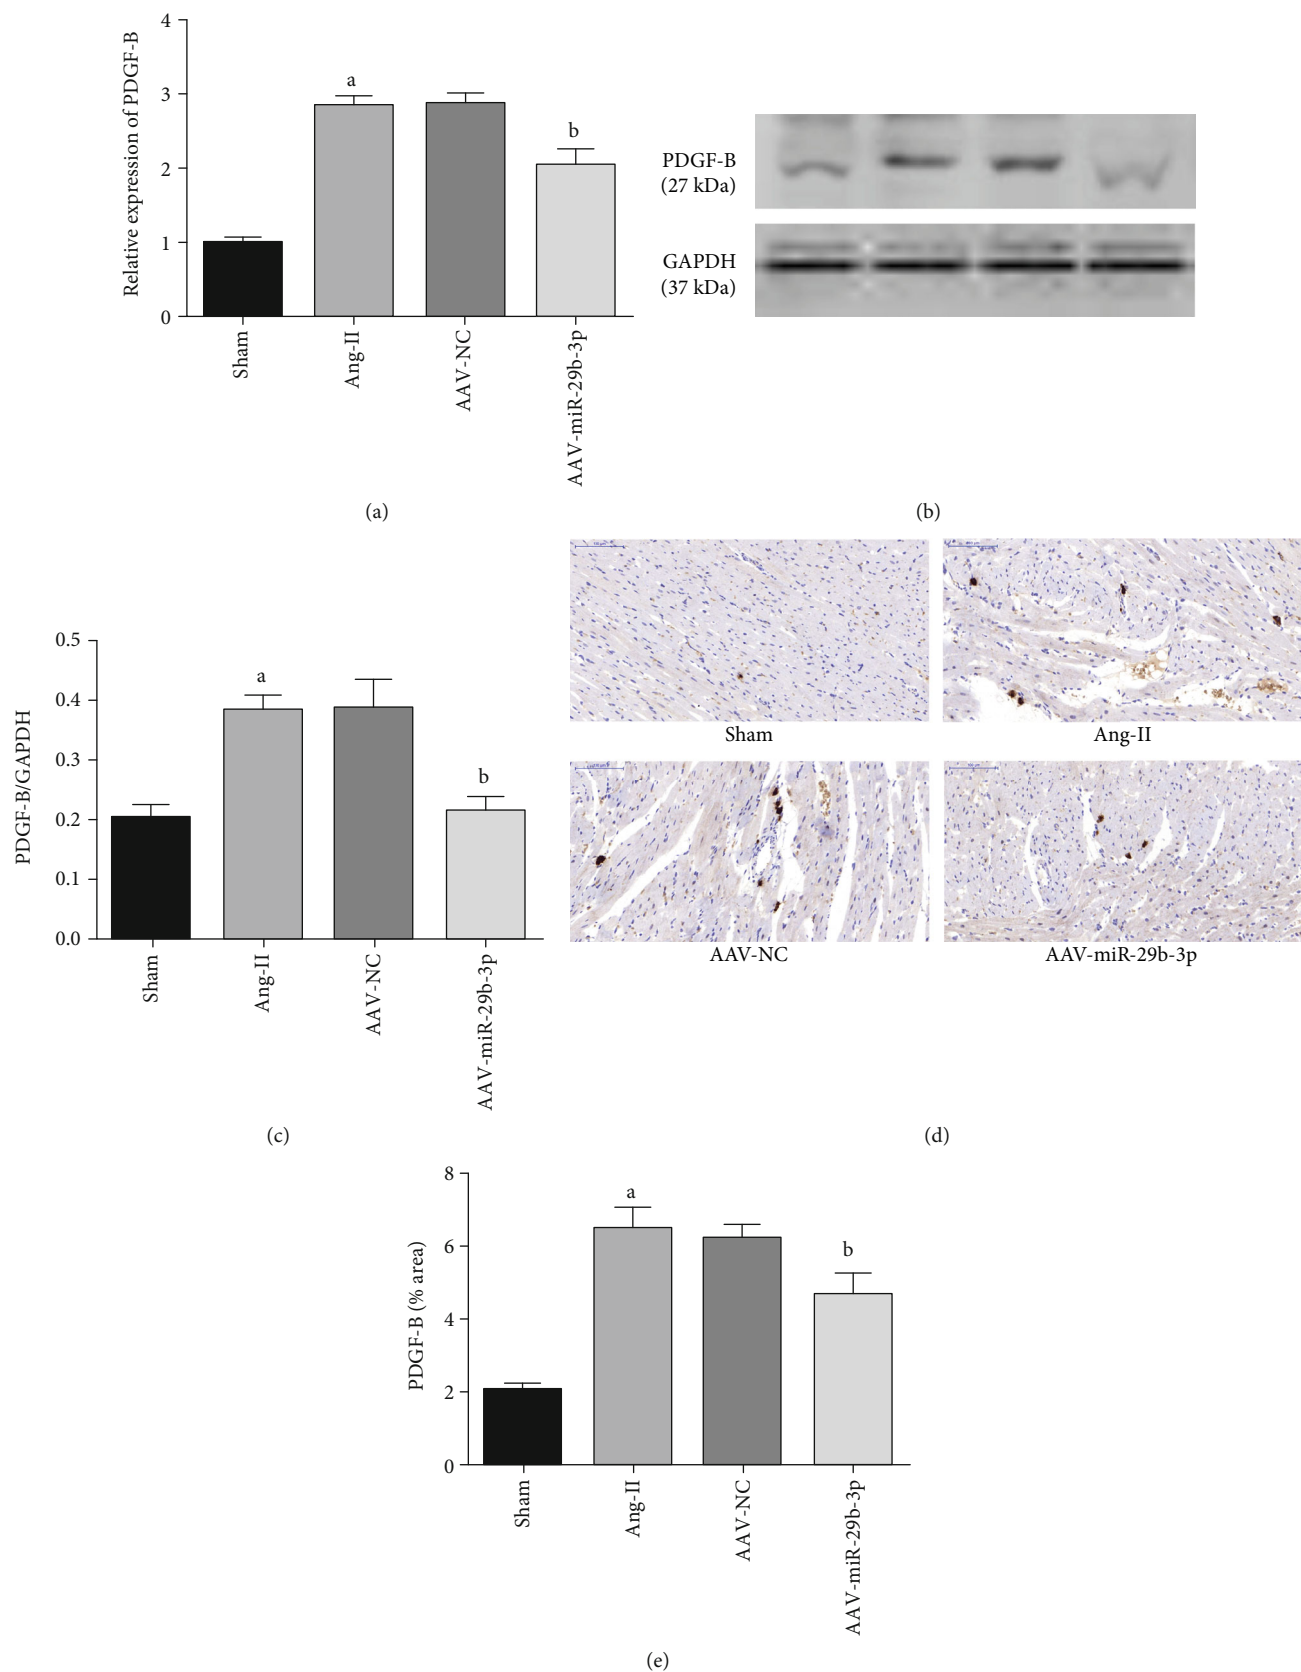 4
3
2
1
0
Relative expression of PDGF-B
a
b
Sham
Ang-II
AAV-NC
AAV-miR-29b-3p
(a)
PDGF-B
(27 kDa)
GAPDH
(37 kDa)
(b)
0.5
0.4
0.3
0.2
0.1
0.0
PDGF-B/GAPDH
a
b
Sham
Ang-II
AAV-NC
AAV-miR-29b-3p
(c)
Sham
Ang-II
AAV-NC
AAV-miR-29b-3p
(d)
8
6
4
2
0
PDGF-B (% area)
a
b
Sham
Ang-II
AAV-NC
AAV-miR-29b-3p
(e)